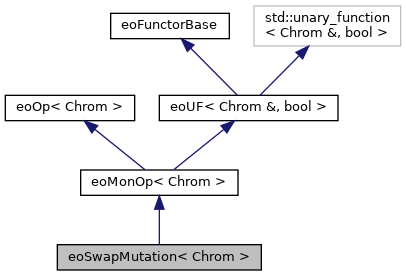 eoFunctorBase
std::unary_function
< Chrom &, bool >
eoOp< Chrom >
eoUF< Chrom &, bool >
eoMonOp< Chrom >
eoSwapMutation< Chrom >